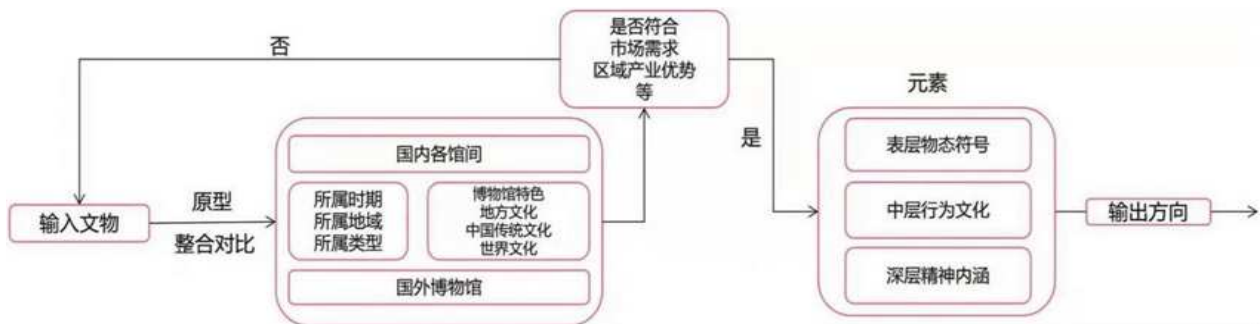 输入文物
原型
整合对比
国内各馆间
所属时期
所属地域
所属类型
博物馆特色
地方文化
中国传统文化
世界文化
国外博物馆
否
是否符合
市场需求
区域产业优势
等
是
元素
表层物态符号
中层行为文化
深层精神内涵
输出方向